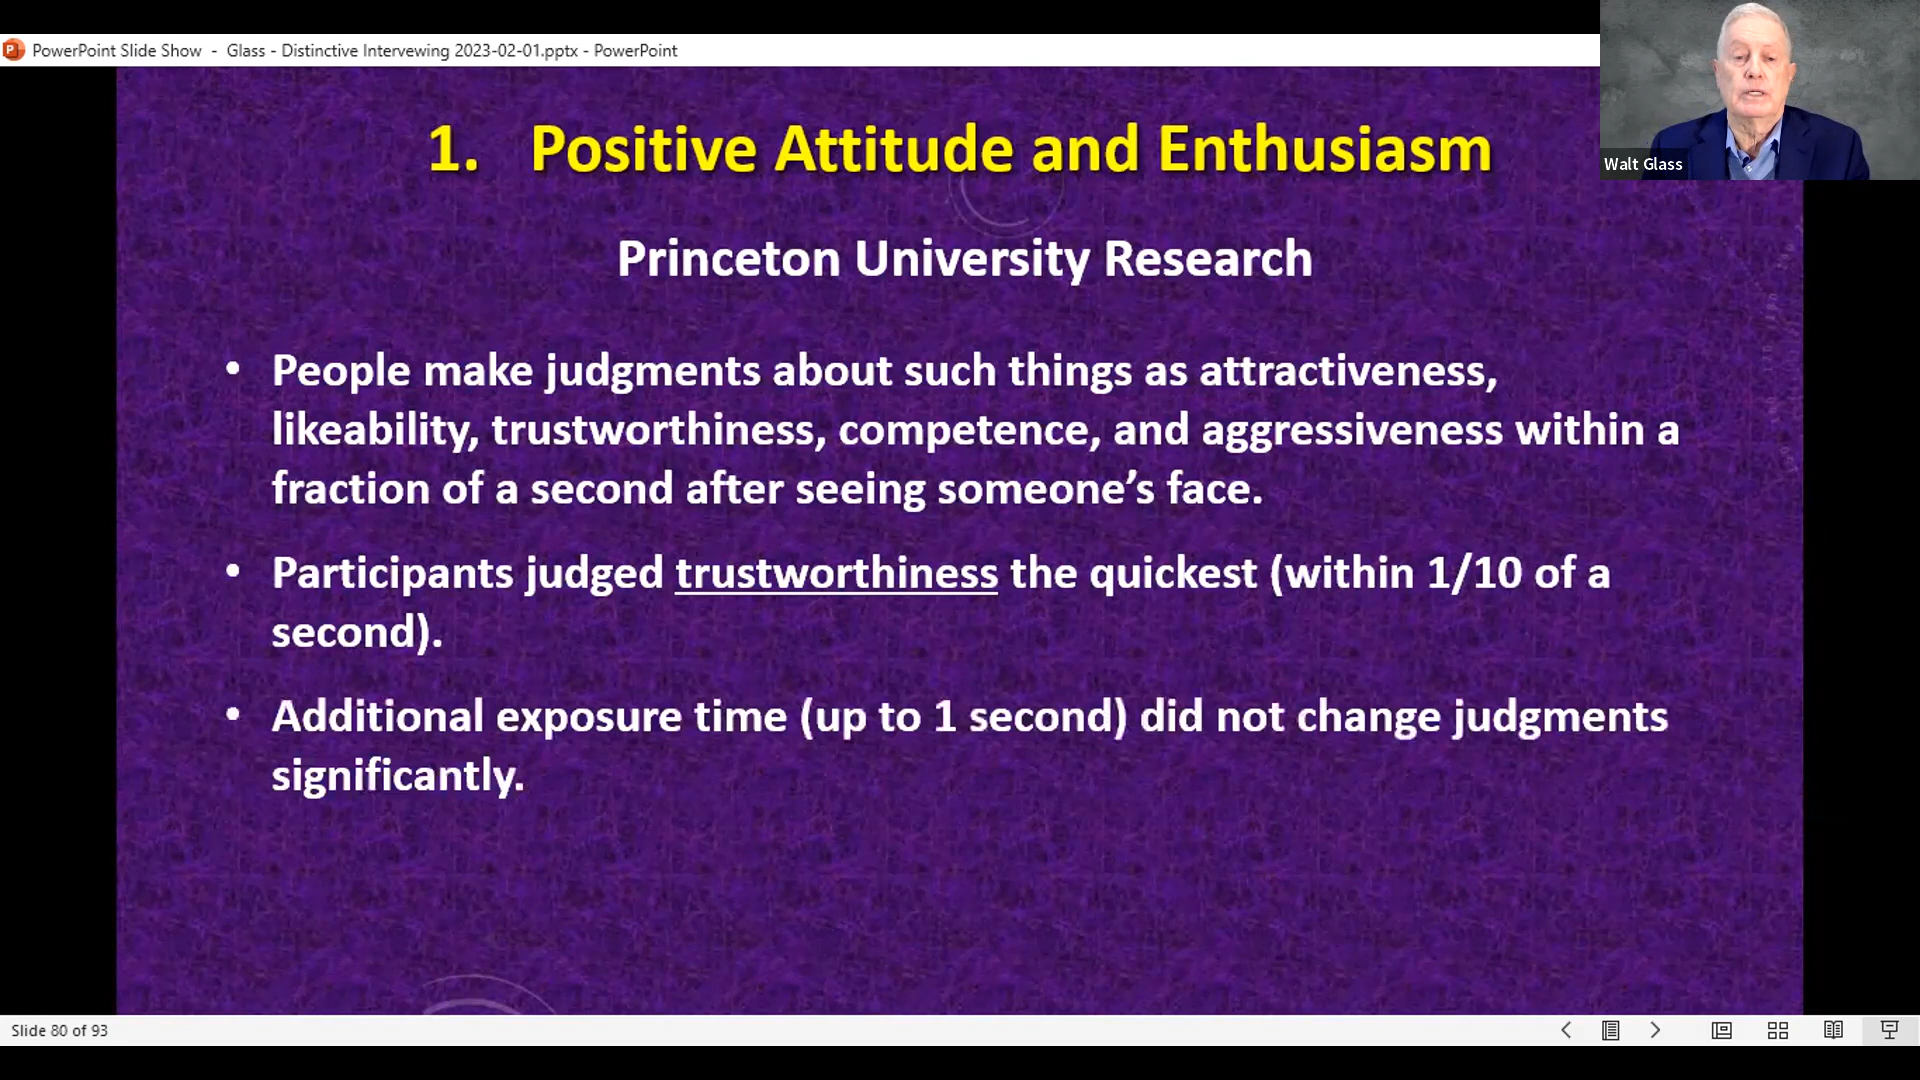 PowerPoint Slide Show - Glass - Distinctive Intervewing 2023-02-01.pptx - PowerPoint
Walt Glass
1. Positive Attitude and Enthusiasm
Princeton University Research
• People make judgments about such things as attractiveness,
likeability, trustworthiness, competence, and aggressiveness within a
fraction of a second after seeing someone’s face.
• Participants judged trustworthiness the quickest (within 1/10 of a
second).
• Additional exposure time (up to 1 second) did not change judgments
significantly.
Slide 80 of 93